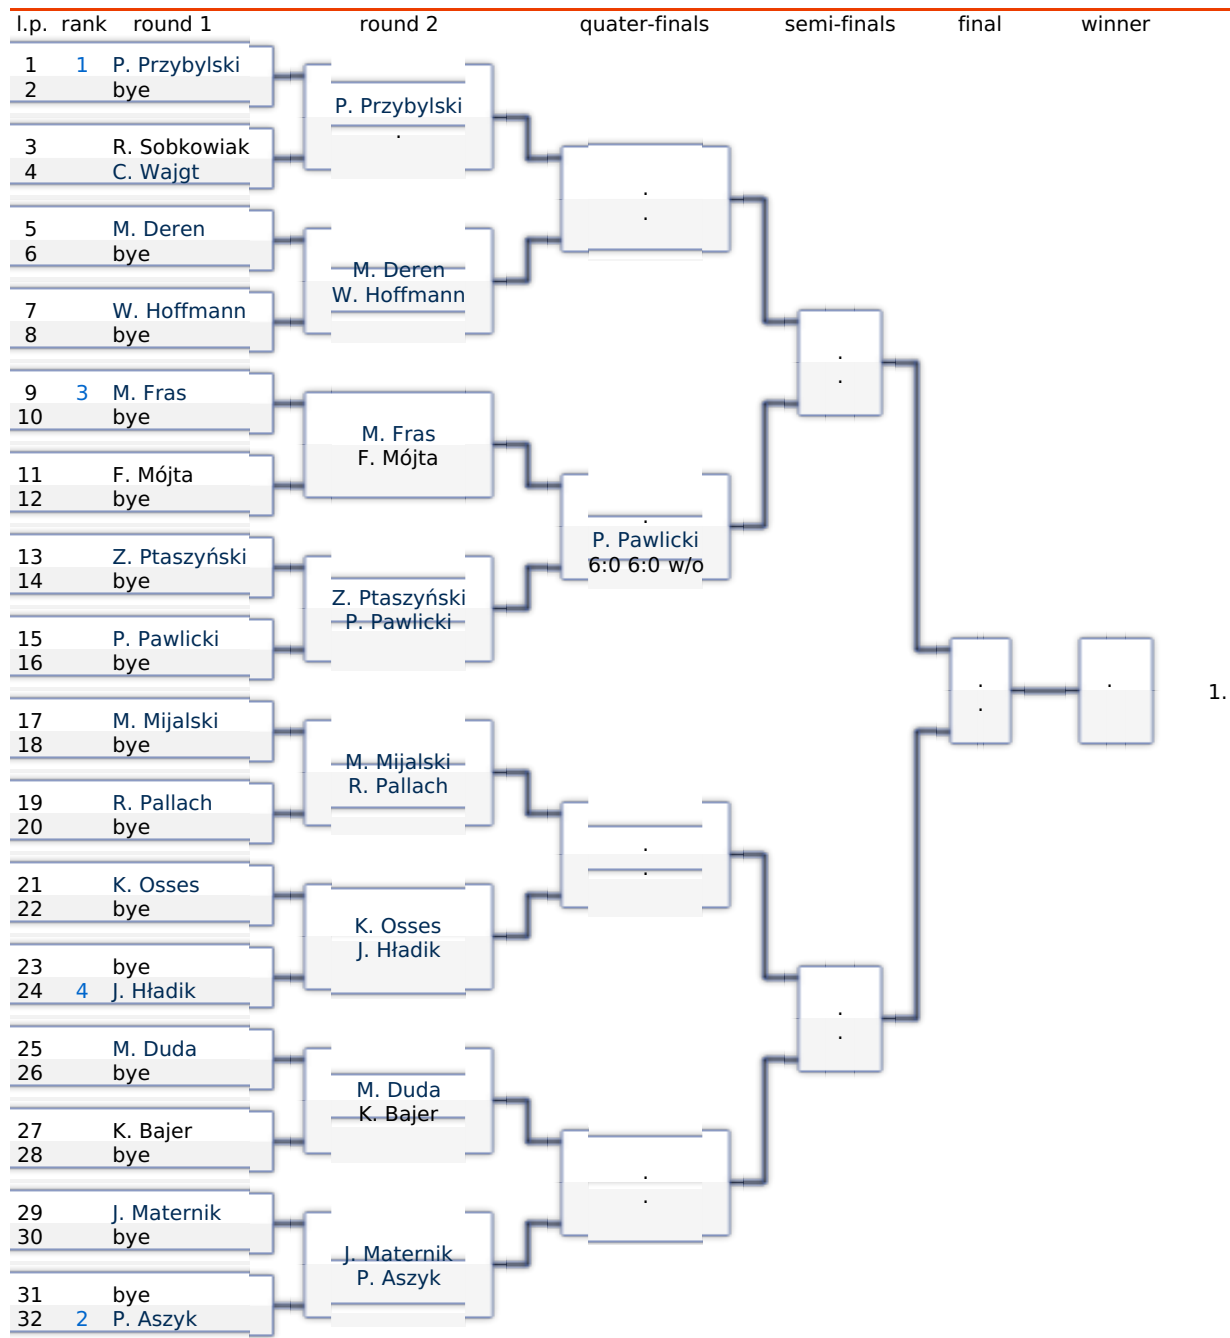 l.p. rank round 1 round 2 quater-finals semi-finals final winner
1 1 P. Przybylski
2 bye
P. Przybylski
.
3 R. Sobkowiak
4 C. Wajgt
.
.
5 M. Deren
6 bye
M. Deren
W. Hoffmann
7 W. Hoffmann
8 bye
.
.
9 3 M. Fras
10 bye
M. Fras
F. Mójta
11 F. Mójta
12 bye
.
P. Pawlicki
6:0 6:0 w/o
13 Z. Ptaszyński
14 bye
Z. Ptaszyński
P. Pawlicki
15 P. Pawlicki
16 bye
.
.
.
1.
17 M. Mijalski
18 bye
M. Mijalski
R. Pallach
19 R. Pallach
20 bye
.
.
21 K. Osses
22 bye
K. Osses
J. Hładik
23 bye
24 4 J. Hładik
.
.
25 M. Duda
26 bye
M. Duda
K. Bajer
27 K. Bajer
28 bye
.
.
29 J. Maternik
30 bye
J. Maternik
P. Aszyk
31 bye
32 2 P. Aszyk